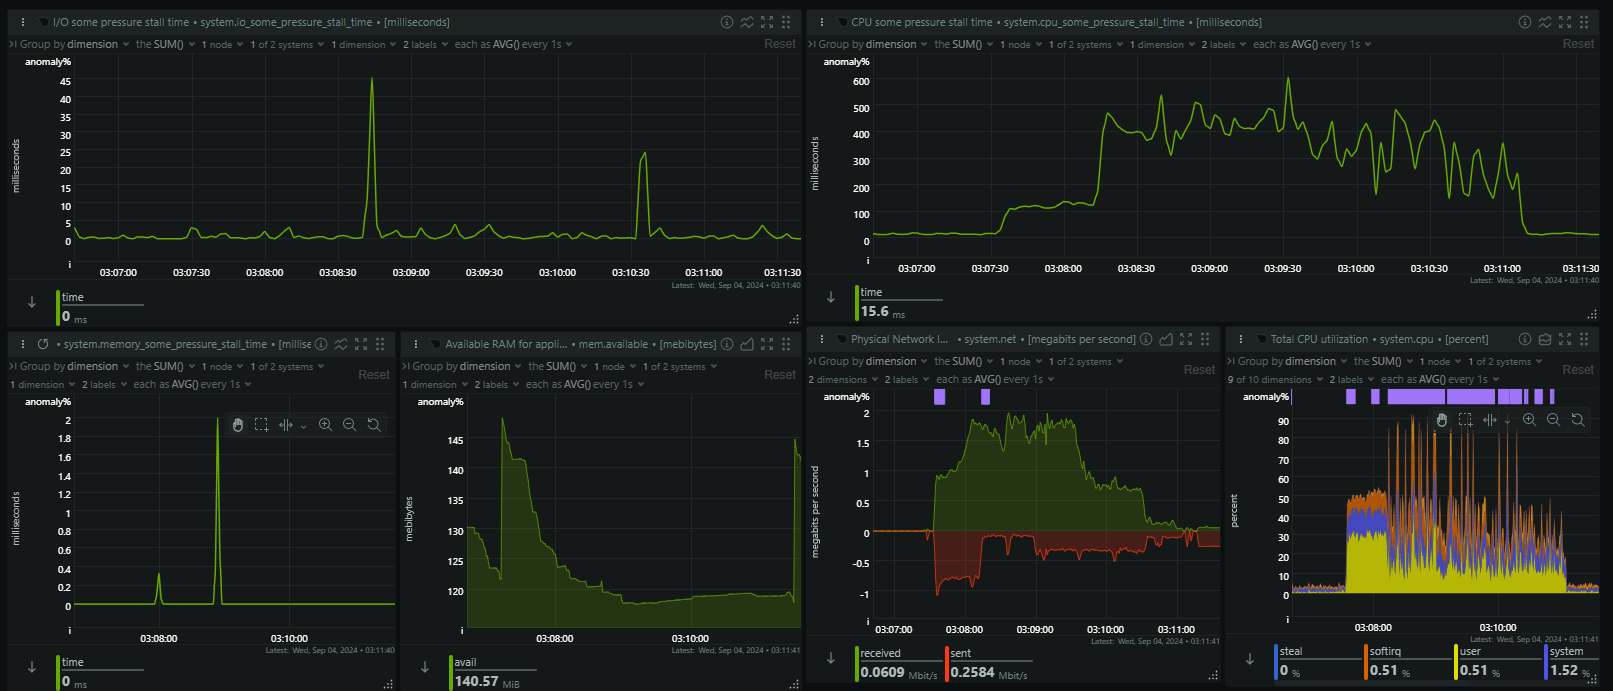 I/O some pressure stall time • system.io_some_pressure_stall_time • [milliseconds]
Group by dimension the SUM() 1 node 1 of 2 systems 1 dimension 2 labels each as AVG() every 1s Reset
anomaly%
45
40
35
30
25
20
15
10
5
0
milliseconds
03:07:00 03:07:30 03:08:00 03:08:30 03:09:00 03:09:30 03:10:00 03:10:30 03:11:00 03:11:30
Latest: Wed, Sep 04, 2024 • 03:11:40
time
0 ms
CPU some pressure stall time • system.cpu_some_pressure_stall_time • [milliseconds]
Group by dimension the SUM() 1 node 1 of 2 systems 1 dimension 2 labels each as AVG() every 1s Reset
anomaly%
600
500
400
300
200
100
0
milliseconds
03:07:00 03:07:30 03:08:00 03:08:30 03:09:00 03:09:30 03:10:00 03:10:30 03:11:00 03:11:30
Latest: Wed, Sep 04, 2024 • 03:11:40
time
15.6 ms
• system.memory_some_pressure_stall_time • [millise
Group by dimension the SUM() 1 node 1 of 2 systems
1 dimension 2 labels each as AVG() every 1s Reset
anomaly%
2
1.8
1.6
1.4
1.2
1
0.8
0.6
0.4
0.2
0
milliseconds
03:08:00 03:10:00
Latest: Wed, Sep 04, 2024 • 03:11:40
time
0 ms
Available RAM for appli... • mem.available • [mebibytes]
Group by dimension the SUM() 1 node 1 of 2 systems
1 dimension 2 labels each as AVG() every 1s Reset
anomaly%
145
140
135
130
125
120
mebibytes
03:08:00 03:10:00
Latest: Wed, Sep 04, 2024 • 03:11:41
avail
140.57 MiB
Physical Network I... • system.net • [megabits per second]
Group by dimension the SUM() 1 node 1 of 2 systems
2 dimensions 2 labels each as AVG() every 1s Reset
anomaly%
2
1.5
1
0.5
0
-0.5
-1
megabits per second
03:07:00 03:08:00 03:09:00 03:10:00 03:11:00
Latest: Wed, Sep 04, 2024 • 03:11:41
received sent
0.0609 Mbit/s 0.2584 Mbit/s
Total CPU utilization • system.cpu • [percent]
Group by dimension the SUM() 1 node 1 of 2 systems
9 of 10 dimensions 2 labels each as AVG() every 1s Reset
anomaly%
90
80
70
60
50
40
30
20
10
0
percent
03:08:00 03:10:00
Latest: Wed, Sep 04, 2024 • 03:11:41
steal softirq user system
0 % 0.51 % 0.51 % 1.52 %